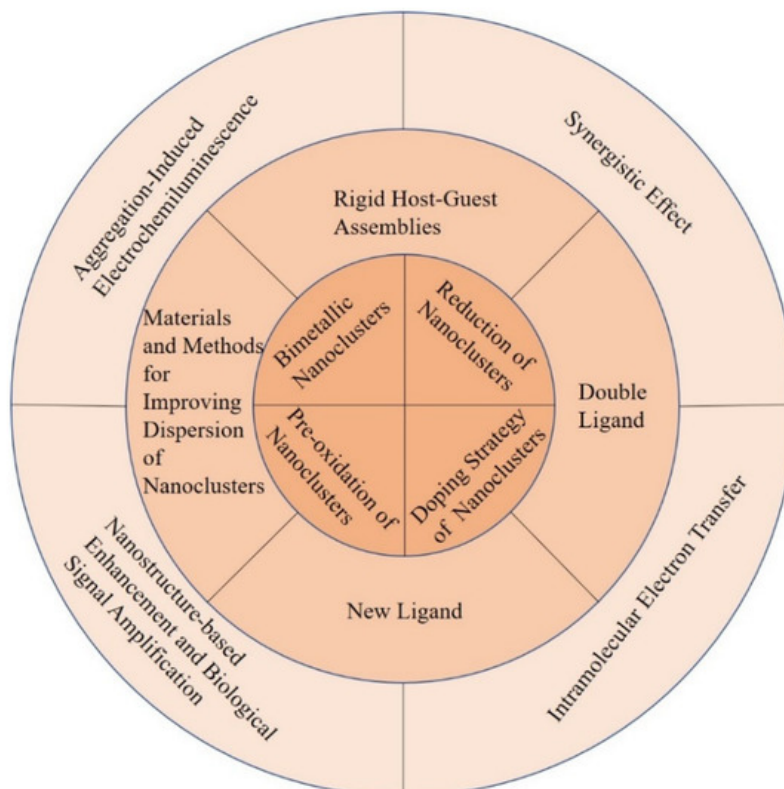 Aggregation-Induced
Electrochemiluminescence
Synergistic Effect
Rigid Host-Guest
Assemblies
Materials
and Methods
for
Improving
Dispersion
of
Nanoclusters
Bimetallic
Nanoclusters
Reduction of
Nanoclusters
Double
Ligand
Pre-oxidation of
Nanoclusters
Doping Strategy
of Nanoclusters
New Ligand
Nanostructure-based
Enhancement and Biological
Signal Amplification
Intramolecular Electron Transfer